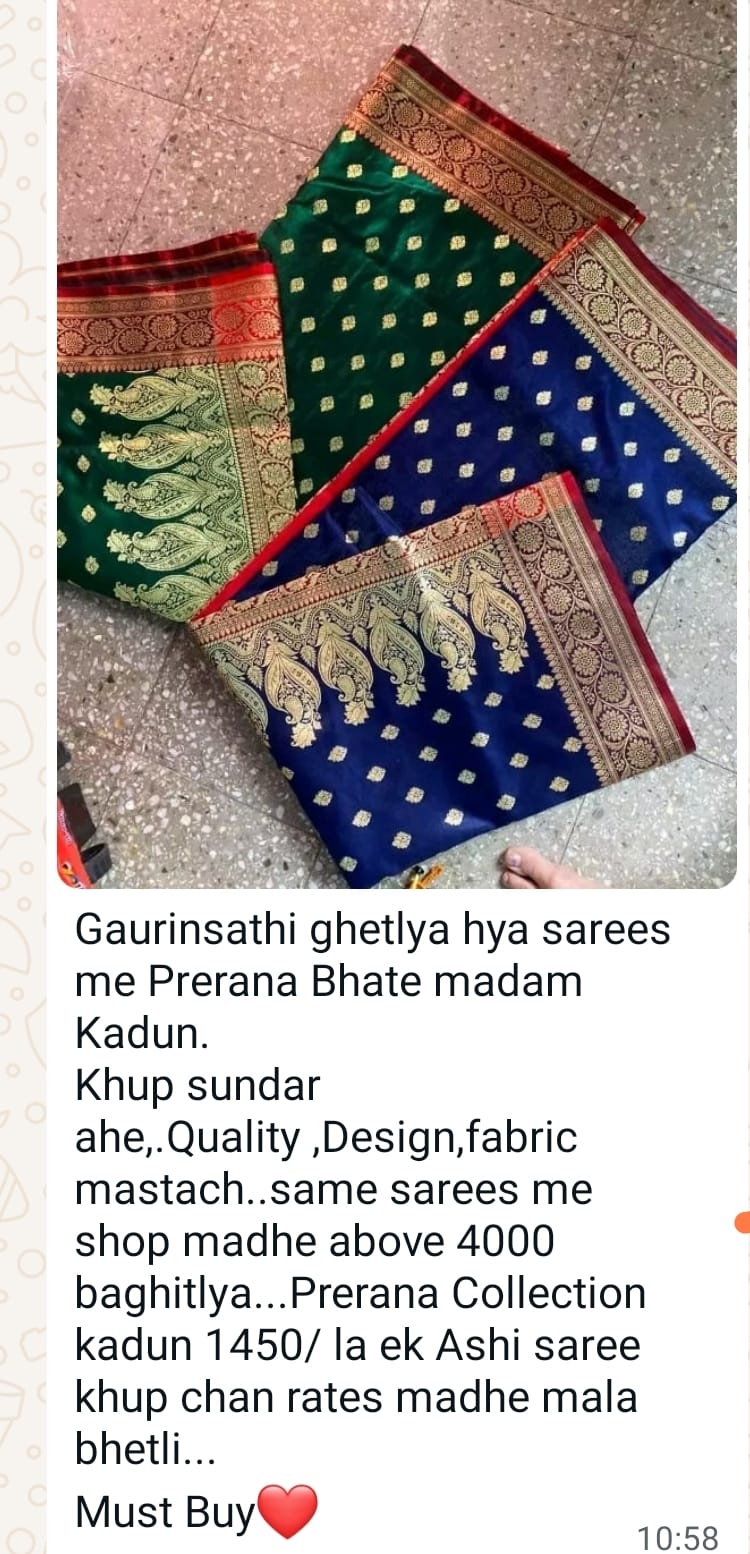 Gaurinsathi ghetlya hya sarees
me Prerana Bhate madam
Kadun.
Khup sundar
ahe,.Quality ,Design,fabric
mastach..same sarees me
shop madhe above 4000
baghitlya...Prerana Collection
kadun 1450/ la ek Ashi saree
khup chan rates madhe mala
bhetli...
Must Buy❤️
10:58